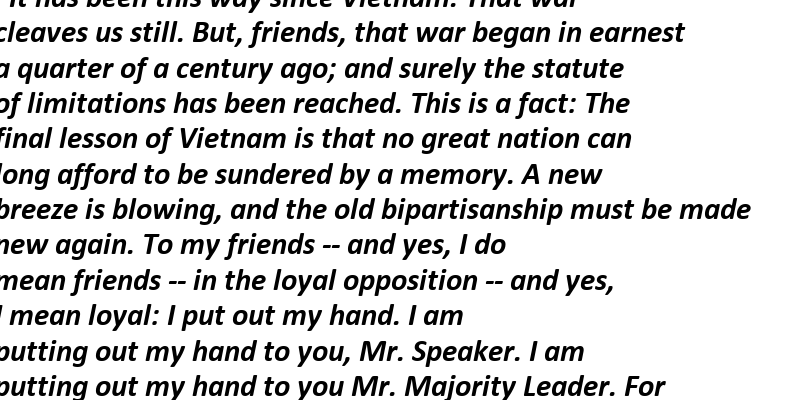 it has been this way since Vietnam. That war
cleaves us still. But, friends, that war began in earnest
a quarter of a century ago; and surely the statute
of limitations has been reached. This is a fact: The
final lesson of Vietnam is that no great nation can
long afford to be sundered by a memory. A new
breeze is blowing, and the old bipartisanship must be made
new again. To my friends -- and yes, I do
mean friends -- in the loyal opposition -- and yes,
I mean loyal: I put out my hand. I am
putting out my hand to you, Mr. Speaker. I am
putting out my hand to you Mr. Majority Leader. For